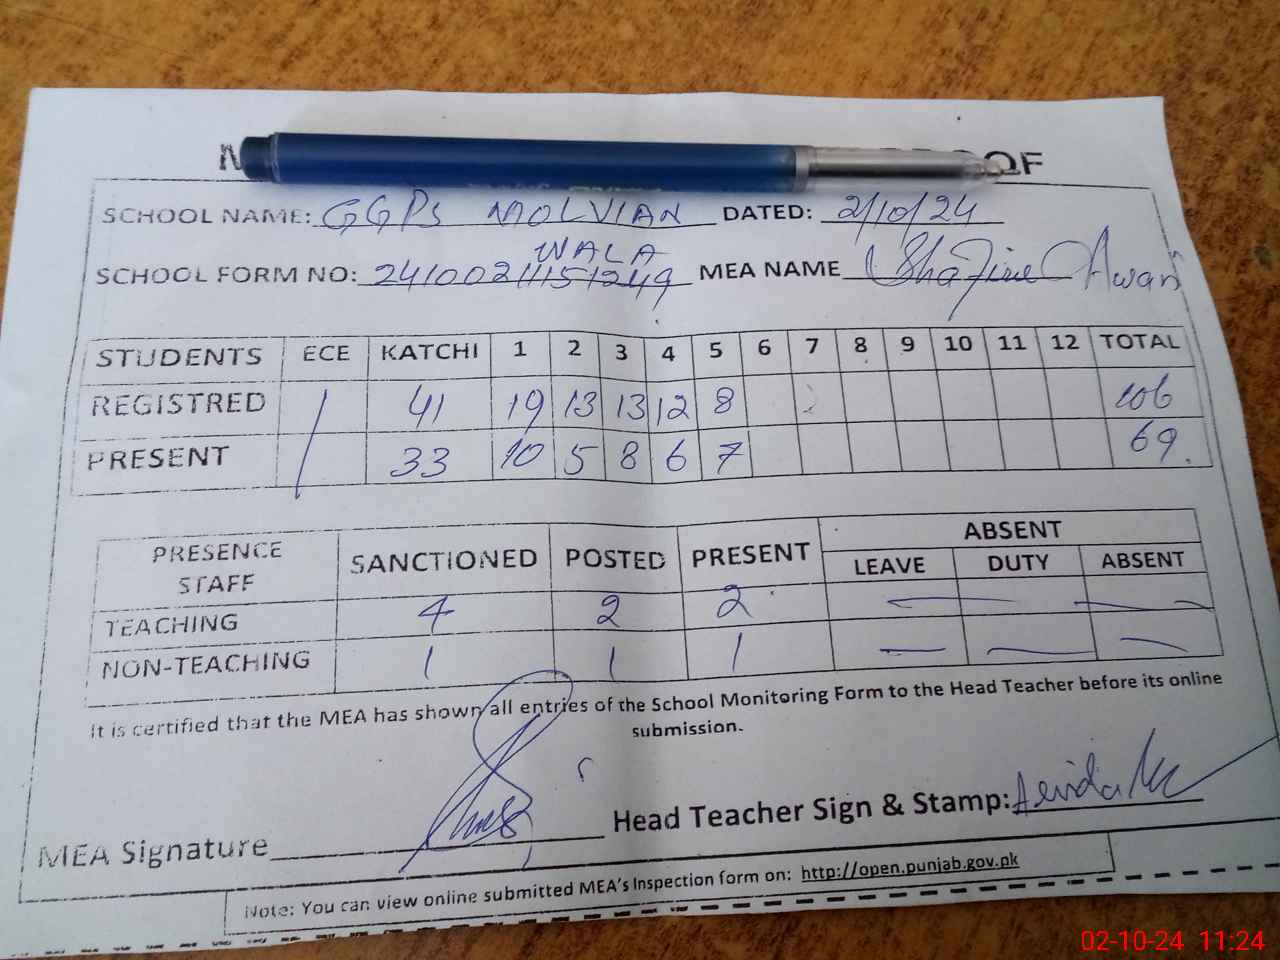 OOF
SCHOOL NAME: GGPS MOLVIAN WALA DATED: 2/10/24
SCHOOL FORM NO: MEA NAME Awan
STUDENTS ECE KATCHI 1 2 3 4 5 6 7 8 9 10 11 12 TOTAL
REGISTRED / 41 19 13 13 12 8 106
PRESENT 33 10 5 8 6 7 69
ABSENT
PRESENCE STAFF SANCTIONED POSTED PRESENT LEAVE DUTY ABSENT
TEACHING 4 2 2 — —
NON-TEACHING 1 1 1 — — —
It is certified that the MEA has shown all entries of the School Monitoring Form to the Head Teacher before its online
submission.
MEA Signature Head Teacher Sign & Stamp:
Note: You can view online submitted MEA's Inspection form on: http://open.punjab.gov.pk
02-10-24 11:24